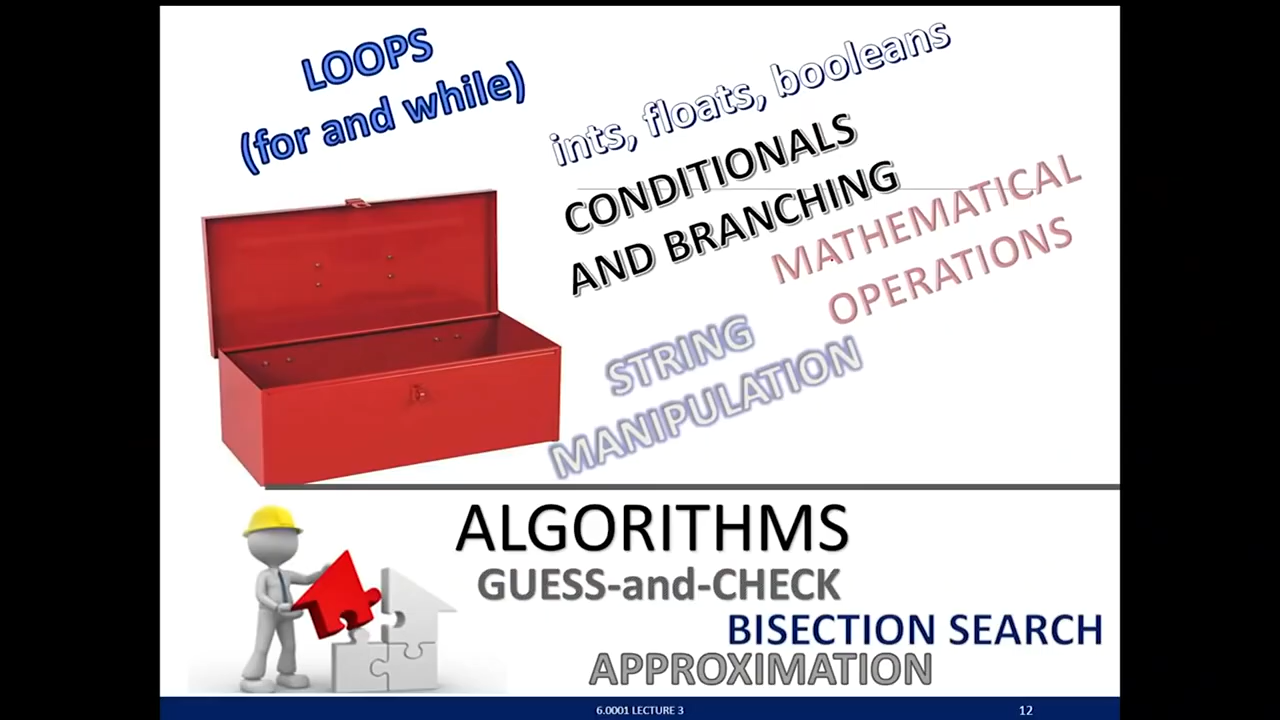 LOOPS
(for and while)
ints, floats, booleans
CONDITIONALS
AND BRANCHING
MATHEMATICAL
OPERATIONS
STRING
MANIPULATION
ALGORITHMS
GUESS-and-CHECK
BISECTION SEARCH
APPROXIMATION
6.0001 LECTURE 3
12